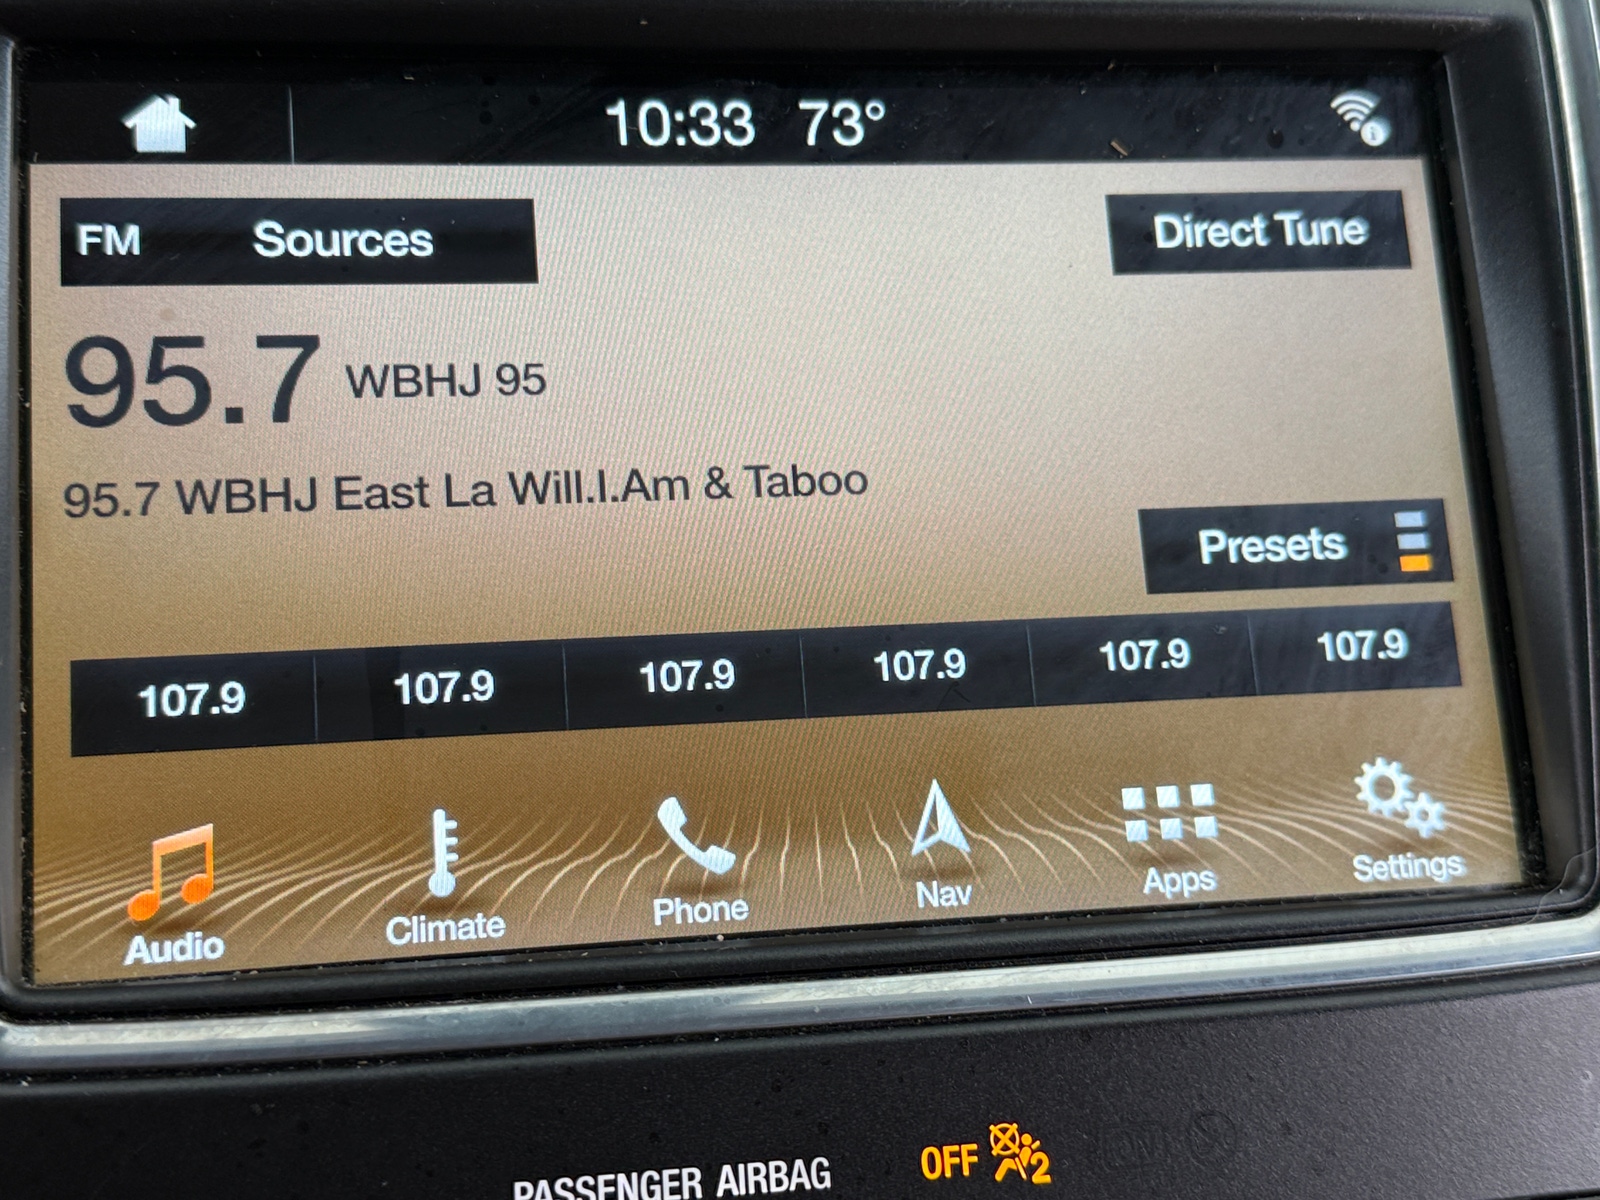 10:33 73°
FM Sources
Direct Tune
95.7 WBHJ 95
95.7 WBHJ East La Will.I.Am & Taboo
Presets
107.9 107.9 107.9 107.9 107.9 107.9
Audio Climate Phone Nav Apps Settings
PASSENGER AIRBAG OFF 2 ON